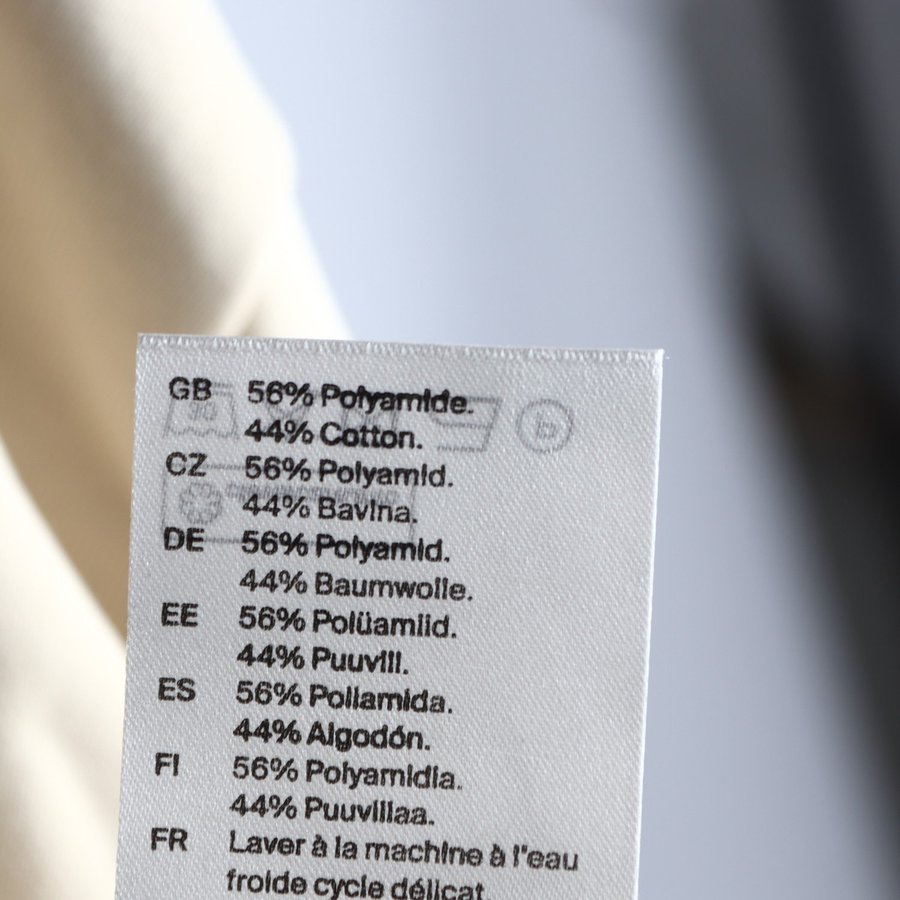 GB 56% Polyamide.
44% Cotton.
CZ 56% Polyamid.
44% Bavlna.
DE 56% Polyamid.
44% Baumwolle.
EE 56% Polüamiid.
44% Puuvill.
ES 56% Poliamida.
44% Algodón.
FI 56% Polyamidia.
44% Puuvillaa.
FR Laver à la machine à l'eau
froide cycle délicat